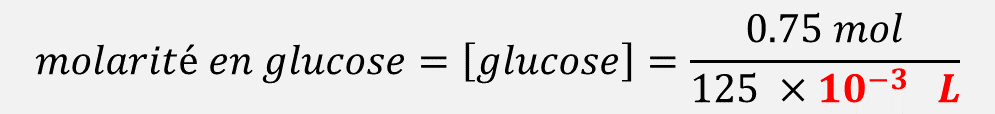 molarité en glucose = [glucose] = 0.75 mol / 125 × 10⁻³ L